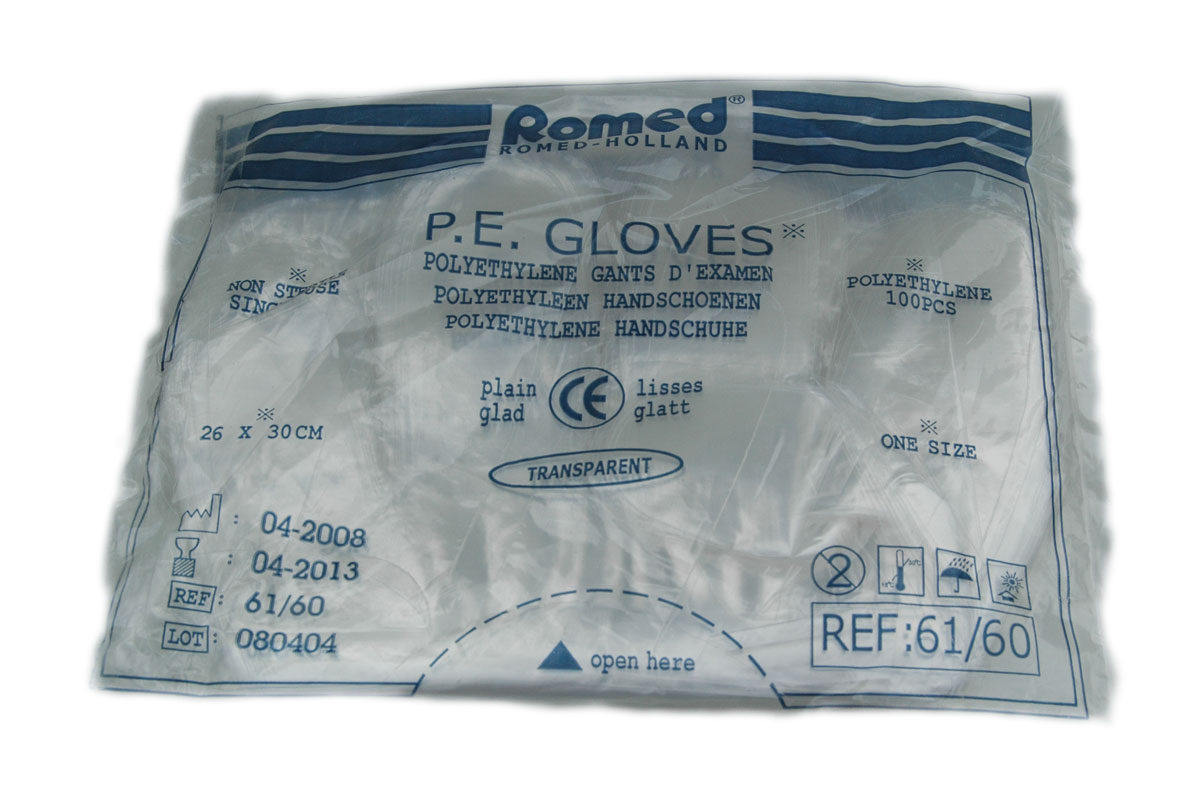 Romed®
ROMED-HOLLAND
P.E. GLOVES※
POLYETHYLENE GANTS D'EXAMEN
POLYETHYLEEN HANDSCHOENEN
POLYETHYLENE HANDSCHUHE
※
NON
※
POLYETHYLENE
100PCS
plain CE lisses
glad glatt
※
26 X 30CM
※
ONE SIZE
TRANSPARENT
: 04-2008
: 04-2013
REF: 61/60
LOT: 080404
2
REF:61/60
open here